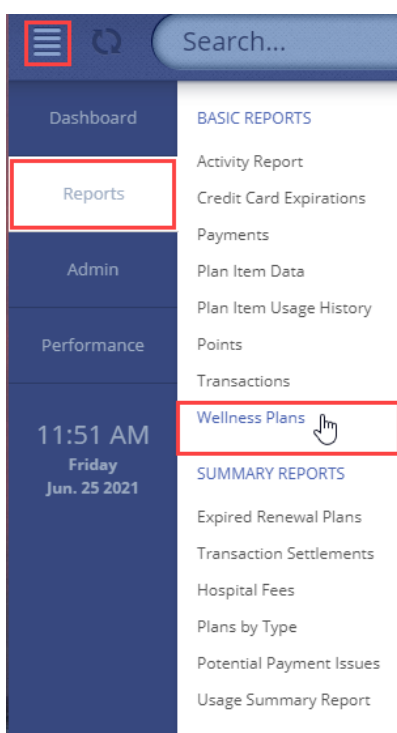 Search...
Dashboard
Reports
Admin
Performance
11:51 AM
Friday
Jun. 25 2021
BASIC REPORTS
Activity Report
Credit Card Expirations
Payments
Plan Item Data
Plan Item Usage History
Points
Transactions
Wellness Plans
SUMMARY REPORTS
Expired Renewal Plans
Transaction Settlements
Hospital Fees
Plans by Type
Potential Payment Issues
Usage Summary Report